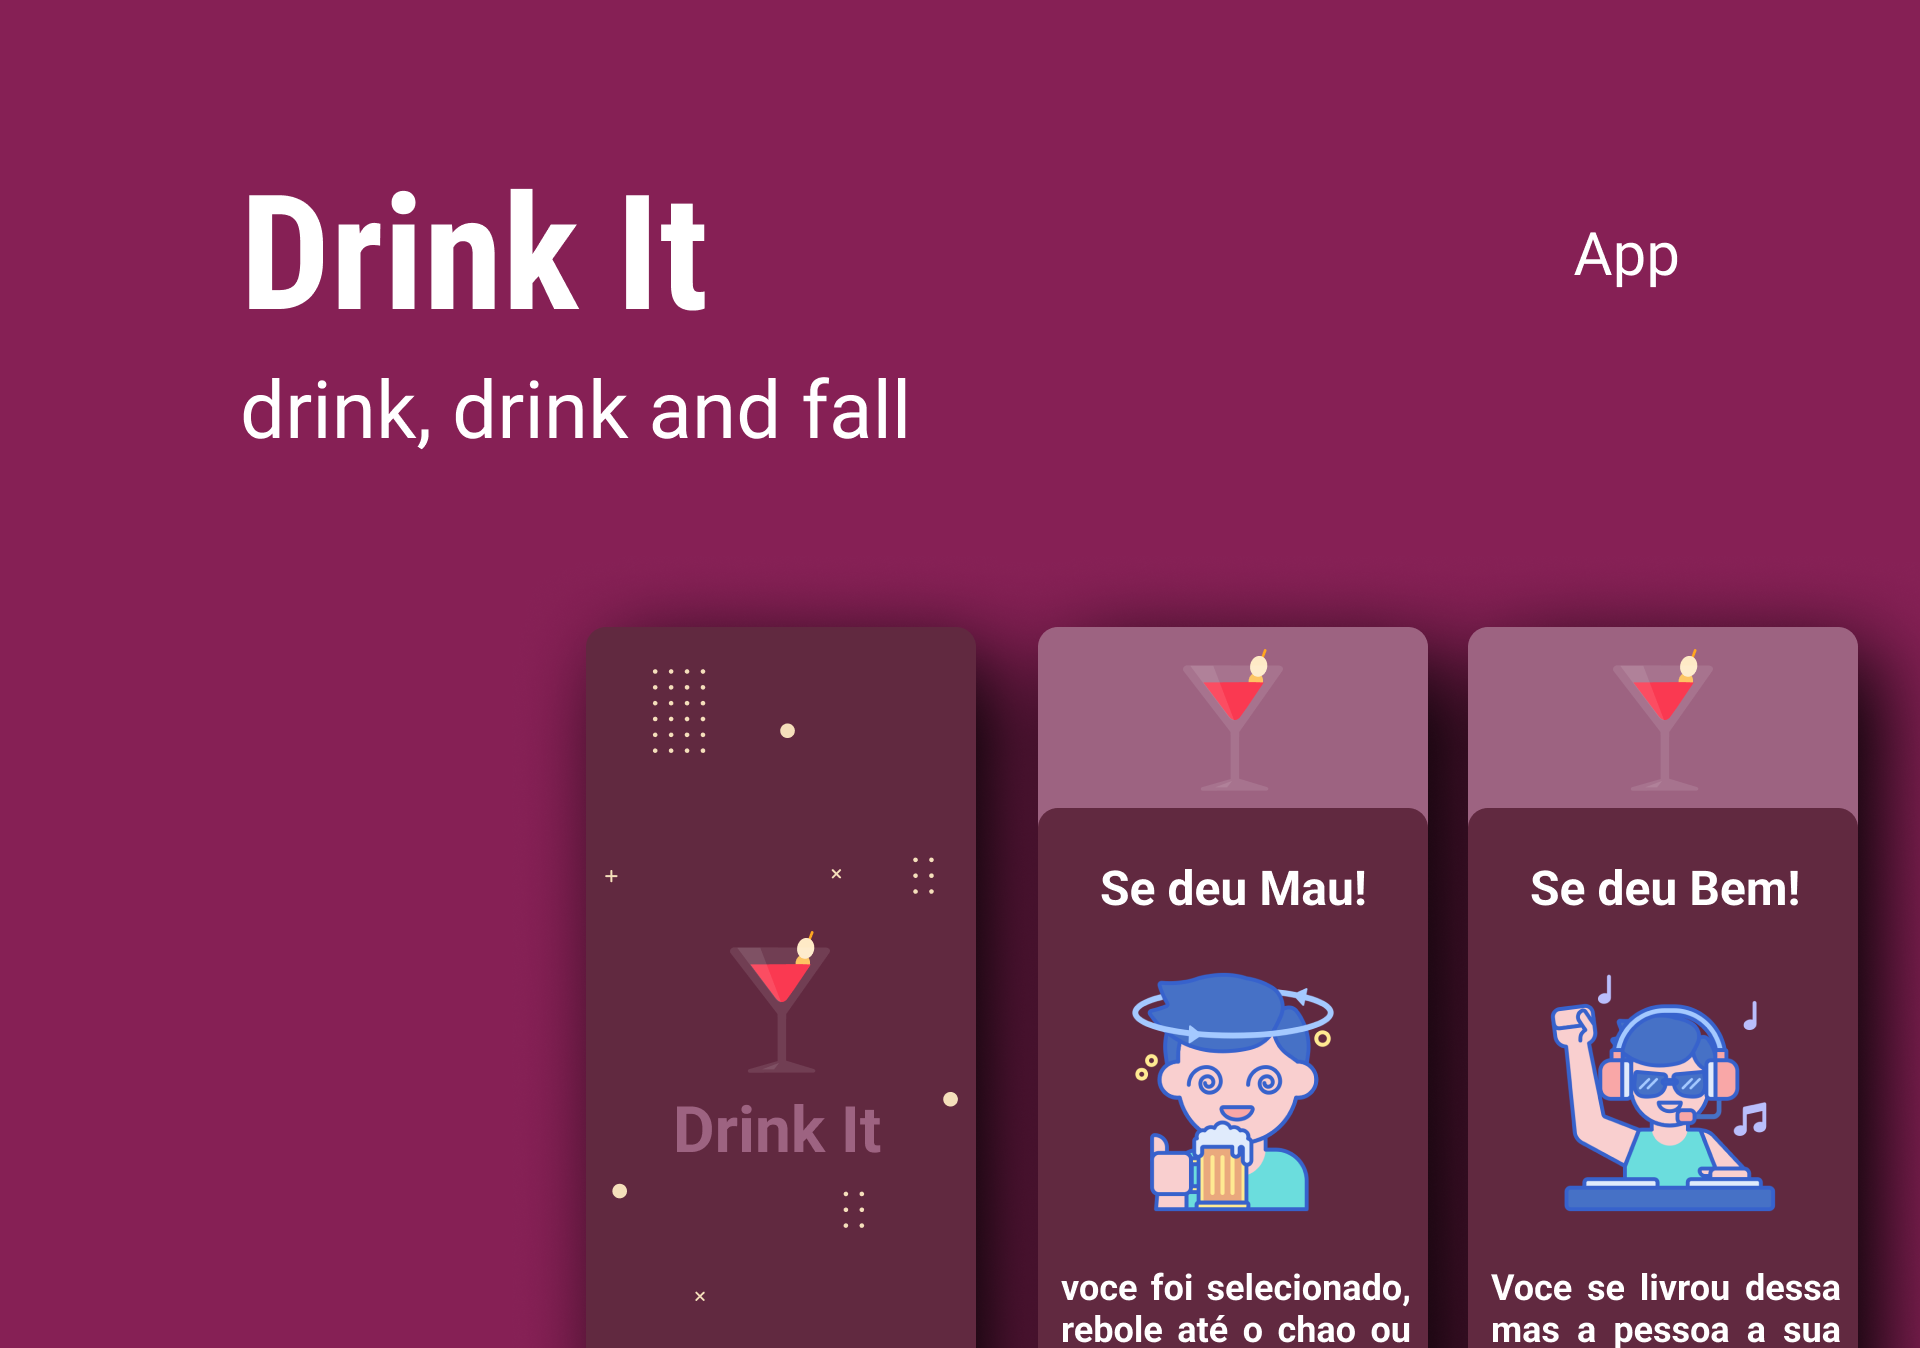 Drink It
App
drink, drink and fall
Drink It
Se deu Mau!
voce foi selecionado,
rebole até o chao ou
Se deu Bem!
Voce se livrou dessa
mas a pessoa a sua